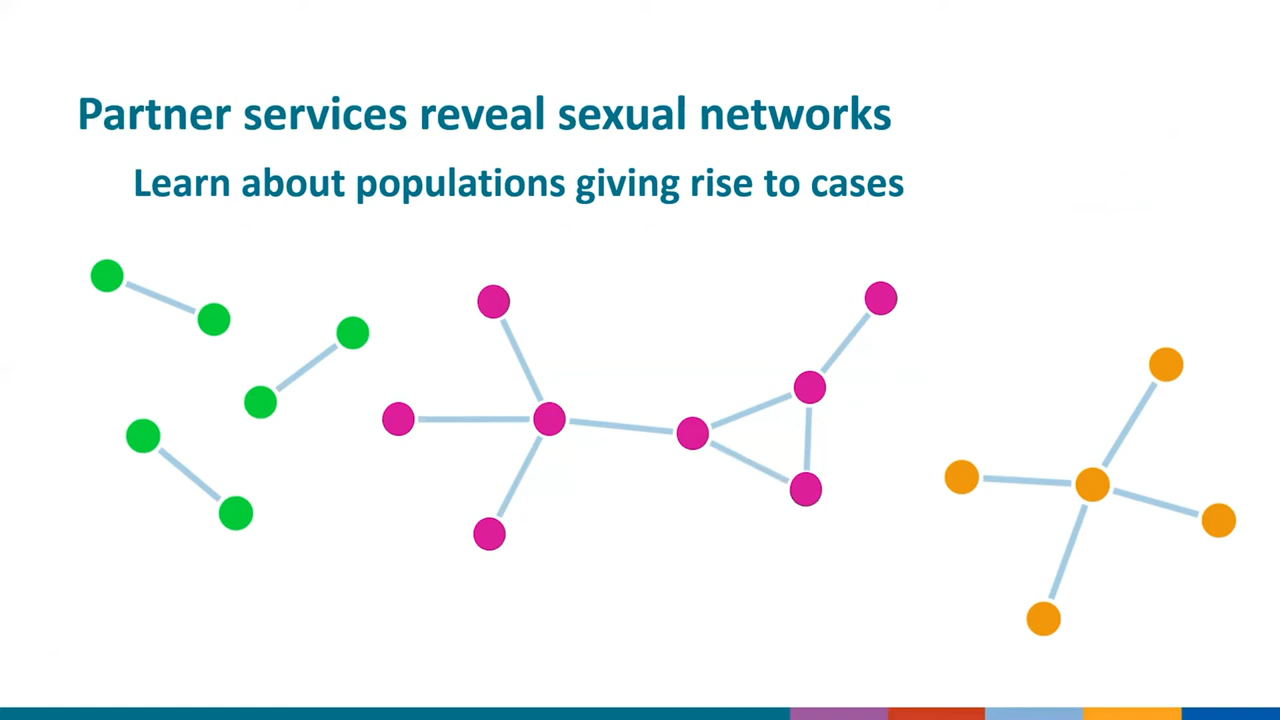 Partner services reveal sexual networks
Learn about populations giving rise to cases